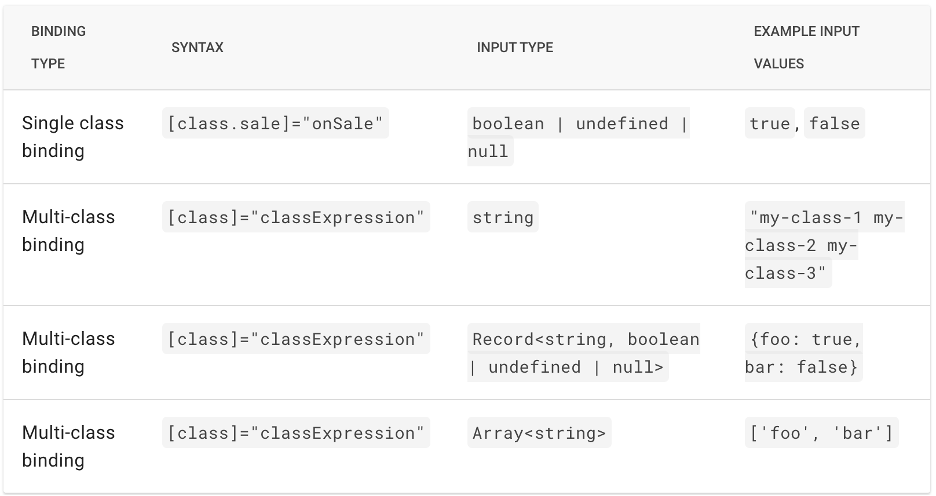 BINDING TYPE SYNTAX INPUT TYPE EXAMPLE INPUT VALUES
Single class binding [class.sale]="onSale" boolean | undefined | null true, false
Multi-class binding [class]="classExpression" string "my-class-1 my-class-2 my-class-3"
Multi-class binding [class]="classExpression" Record<string, boolean | undefined | null> {foo: true, bar: false}
Multi-class binding [class]="classExpression" Array<string> ['foo', 'bar']